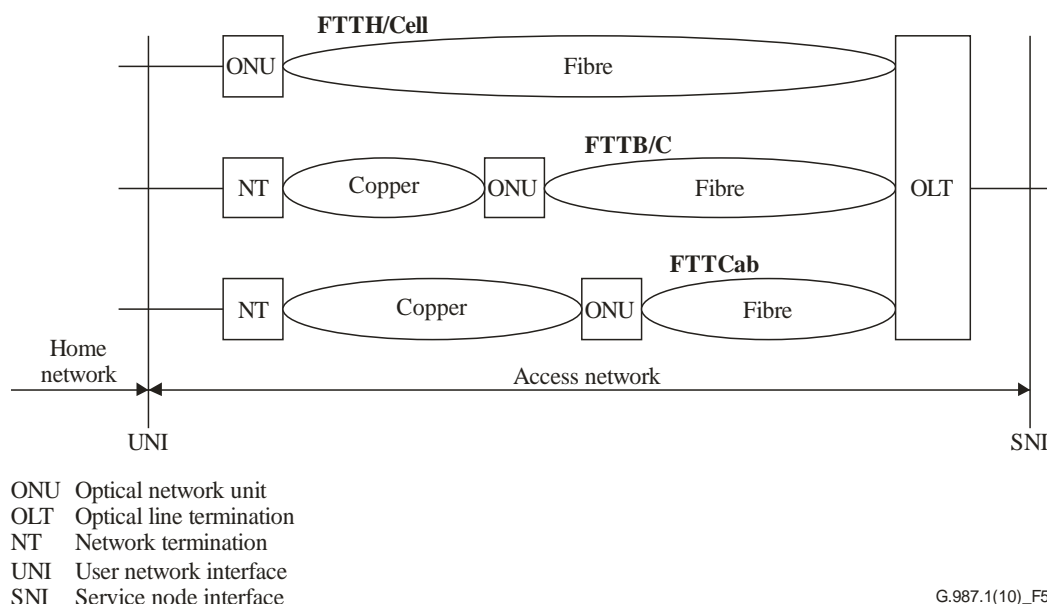 FTTH/Cell
ONU
Fibre
FTTB/C
NT
Copper
ONU
Fibre
OLT
FTTCab
NT
Copper
ONU
Fibre
Home
network
Access network
UNI
SNI
ONU Optical network unit
OLT Optical line termination
NT Network termination
UNI User network interface
SNI Service node interface
G.987.1(10)_F5